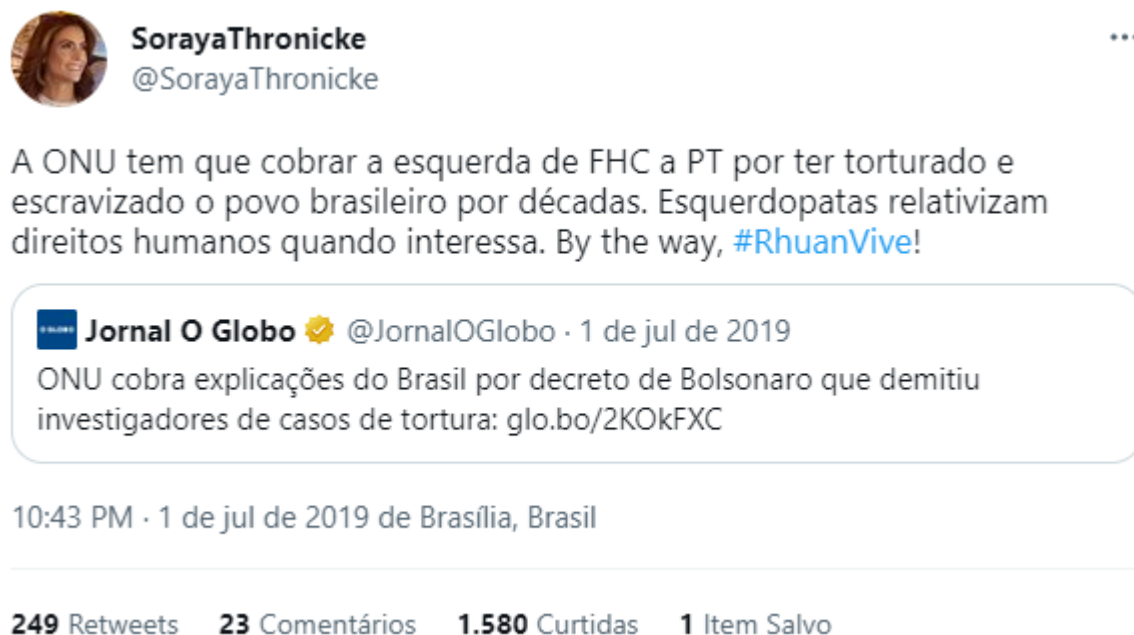 SorayaThronicke
@SorayaThronicke
A ONU tem que cobrar a esquerda de FHC a PT por ter torturado e
escravizado o povo brasileiro por décadas. Esquerdopatas relativizam
direitos humanos quando interessa. By the way, #RhuanVive!
O GLOBO
Jornal O Globo @JornalOGlobo · 1 de jul de 2019
ONU cobra explicações do Brasil por decreto de Bolsonaro que demitiu
investigadores de casos de tortura: glo.bo/2KOkFXC
10:43 PM · 1 de jul de 2019 de Brasília, Brasil
249 Retweets 23 Comentários 1.580 Curtidas 1 Item Salvo